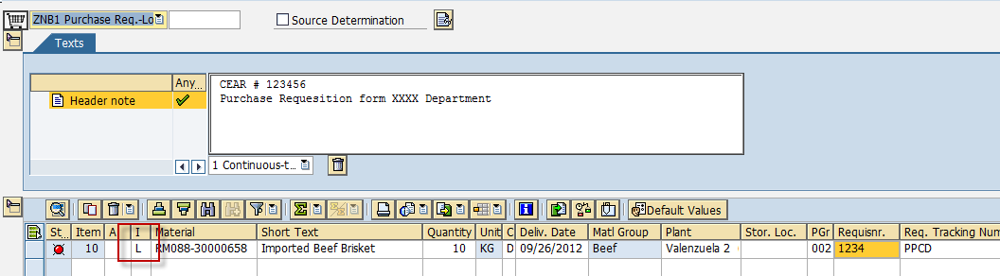 ZNB1 Purchase Req.-Lo
Source Determination
Texts
Any...
Header note
CEAR # 123456
Purchase Requesition form XXXX Department
1 Continuous-t...
Default Values
St... Item A I Material Short Text Quantity Unit C Deliv. Date Matl Group Plant Stor. Loc. PGr Requisnr. Req. Tracking Num
10 L RM088-30000658 Imported Beef Brisket 10 KG D 09/26/2012 Beef Valenzuela 2 002 1234 PPCD